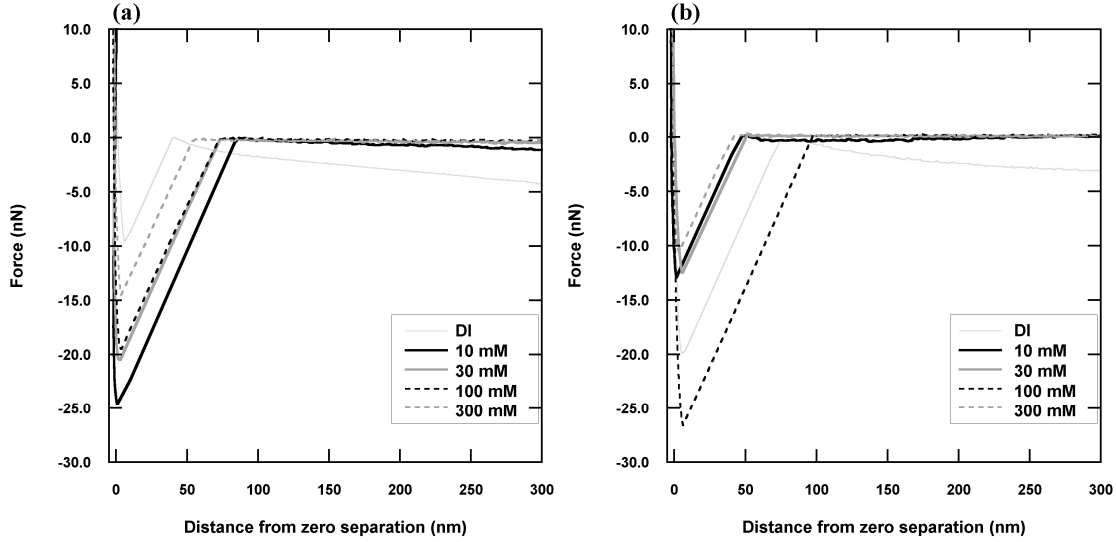 (a)
10.0
5.0
0.0
-5.0
-10.0
-15.0
-20.0
-25.0
-30.0
Force (nN)
0 50 100 150 200 250 300
Distance from zero separation (nm)
DI
10 mM
30 mM
100 mM
300 mM
(b)
10.0
5.0
0.0
-5.0
-10.0
-15.0
-20.0
-25.0
-30.0
Force (nN)
0 50 100 150 200 250 300
Distance from zero separation (nm)
DI
10 mM
30 mM
100 mM
300 mM